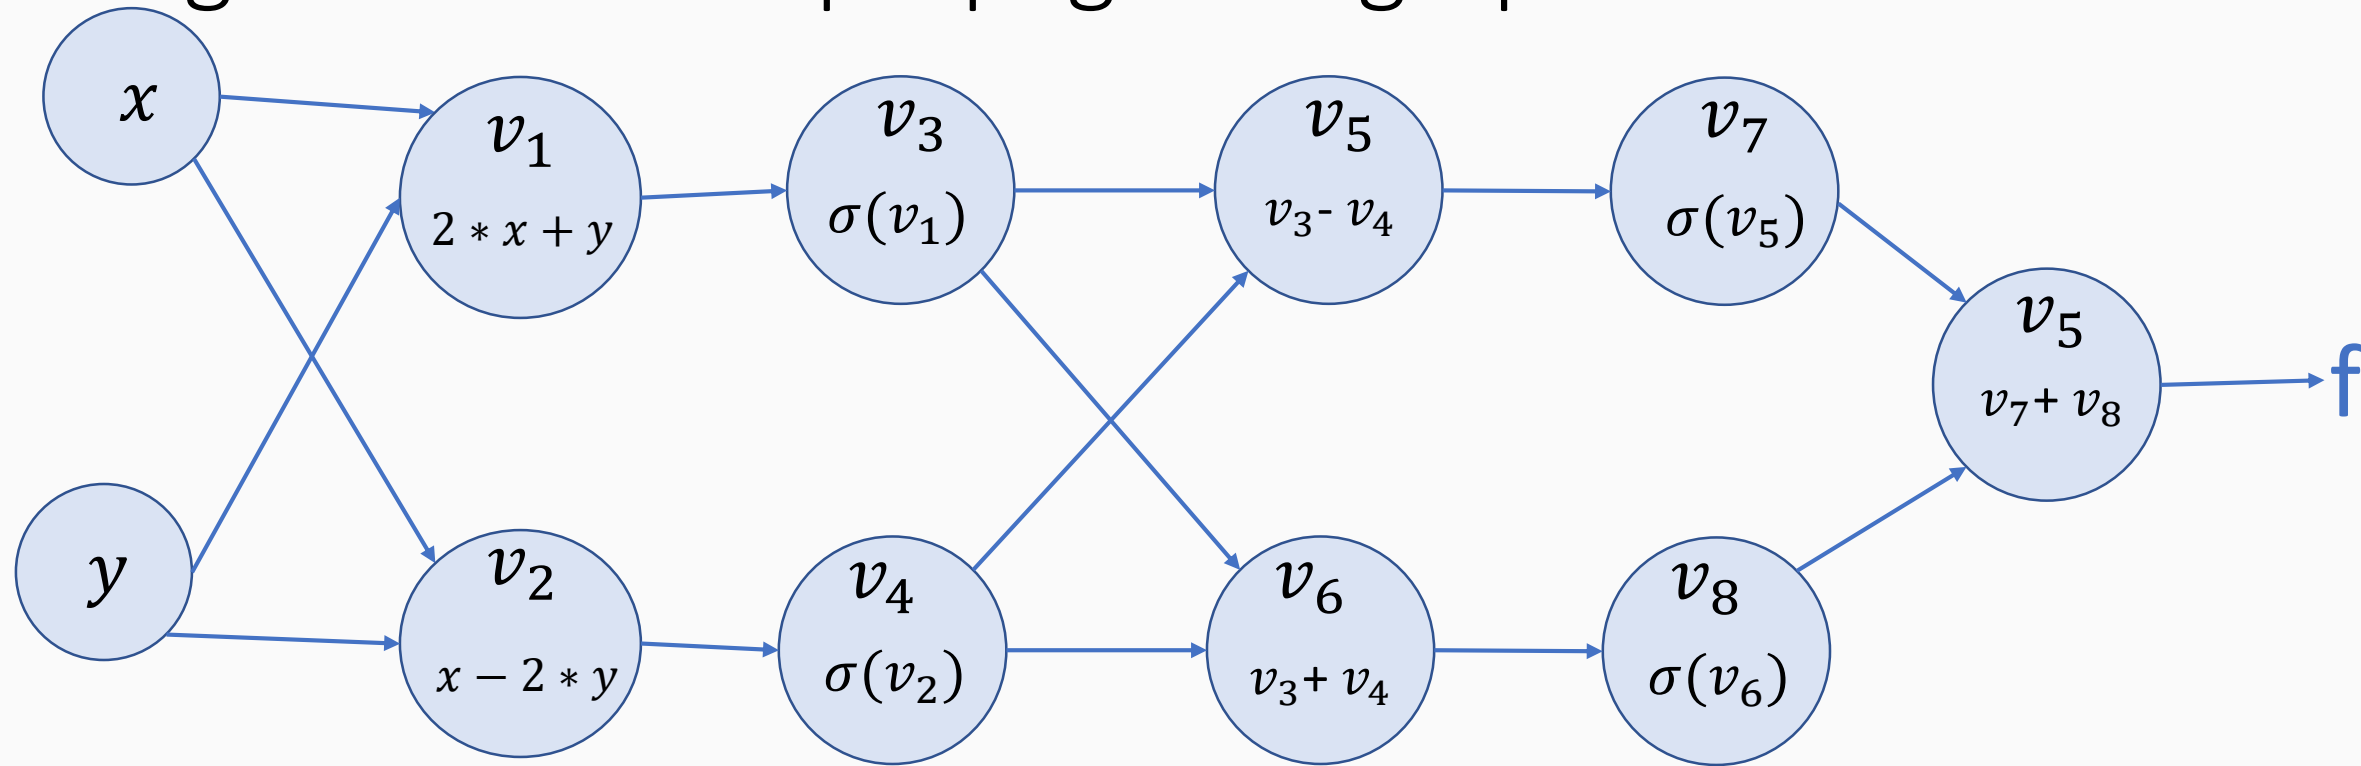 x
y
v₁
2 * x + y
v₂
x − 2 * y
v₃
σ(v₁)
v₄
σ(v₂)
v₅
v₃- v₄
v₆
v₃+ v₄
v₇
σ(v₅)
v₈
σ(v₆)
v₅
v₇+ v₈
f